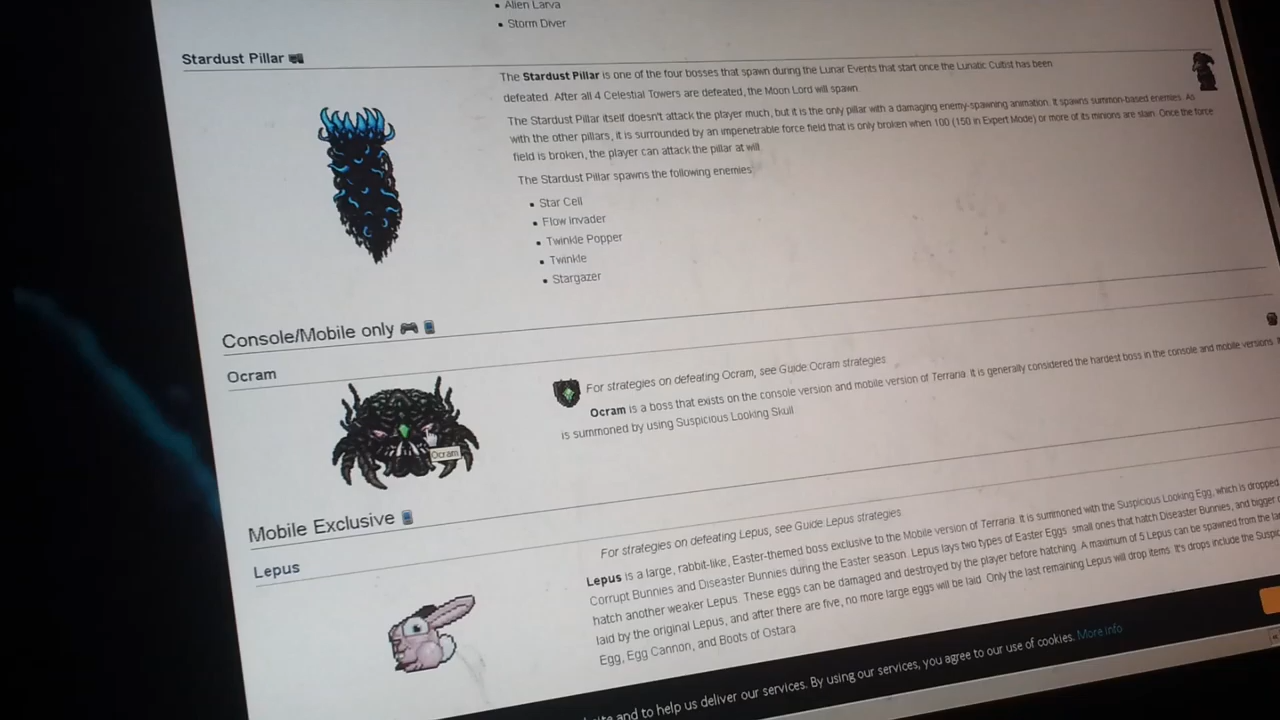 Alien Larva
Storm Diver
Stardust Pillar
The Stardust Pillar is one of the four bosses that spawn during the Lunar Events that start once the Lunatic Cultist has been
defeated. After all 4 Celestial Towers are defeated, the Moon Lord will spawn.
The Stardust Pillar itself doesn't attack the player much, but it is the only pillar with a damaging enemy-spawning animation. It spawns summon-based enemies. As
with the other pillars, it is surrounded by an impenetrable force field that is only broken when 100 (150 in Expert Mode) or more of its minions are slain. Once the force
field is broken, the player can attack the pillar at will.
The Stardust Pillar spawns the following enemies:
Star Cell
Flow Invader
Twinkle Popper
Twinkle
Stargazer
Console/Mobile only
Ocram
For strategies on defeating Ocram, see Guide:Ocram strategies.
Ocram is a boss that exists on the console version and mobile version of Terraria. It is generally considered the hardest boss in the console and mobile versions.
is summoned by using Suspicious Looking Skull
Ocram
Mobile Exclusive
Lepus
For strategies on defeating Lepus, see Guide:Lepus strategies.
Lepus is a large, rabbit-like, Easter-themed boss exclusive to the Mobile version of Terraria. It is summoned with the Suspicious Looking Egg, which is dropped
Corrupt Bunnies and Diseaster Bunnies during the Easter season. Lepus lays two types of Easter Eggs: small ones that hatch Diseaster Bunnies, and bigger
hatch another weaker Lepus. These eggs can be damaged and destroyed by the player before hatching. A maximum of 5 Lepus can be spawned from the
laid by the original Lepus, and after there are five, no more large eggs will be laid. Only the last remaining Lepus will drop items. It's drops include the
Egg, Egg Cannon, and Boots of Ostara
and to help us deliver our services. By using our services, you agree to our use of cookies. More info